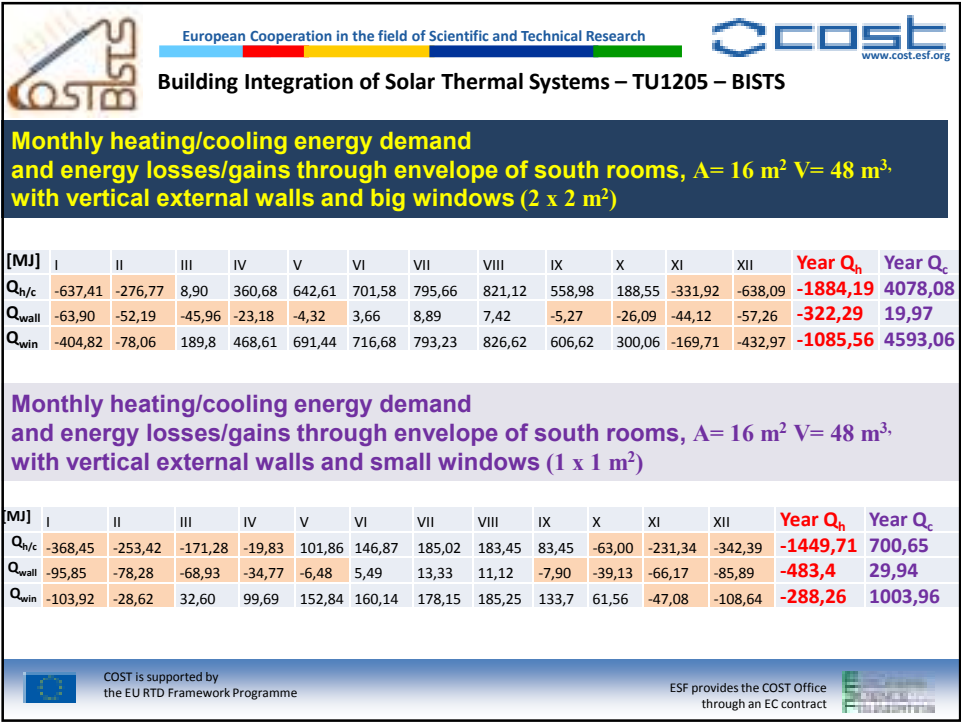 European Cooperation in the field of Scientific and Technical Research
cost
www.cost.esf.org
COSTBISTS
Building Integration of Solar Thermal Systems – TU1205 – BISTS
Monthly heating/cooling energy demand
and energy losses/gains through envelope of south rooms, A= 16 m² V= 48 m³,
with vertical external walls and big windows (2 x 2 m²)
[MJ] I II III IV V VI VII VIII IX X XI XII Year Qh Year Qc
Qh/c -637,41 -276,77 8,90 360,68 642,61 701,58 795,66 821,12 558,98 188,55 -331,92 -638,09 -1884,19 4078,08
Qwall -63,90 -52,19 -45,96 -23,18 -4,32 3,66 8,89 7,42 -5,27 -26,09 -44,12 -57,26 -322,29 19,97
Qwin -404,82 -78,06 189,8 468,61 691,44 716,68 793,23 826,62 606,62 300,06 -169,71 -432,97 -1085,56 4593,06
Monthly heating/cooling energy demand
and energy losses/gains through envelope of south rooms, A= 16 m² V= 48 m³,
with vertical external walls and small windows (1 x 1 m²)
[MJ] I II III IV V VI VII VIII IX X XI XII Year Qh Year Qc
Qh/c -368,45 -253,42 -171,28 -19,83 101,86 146,87 185,02 183,45 83,45 -63,00 -231,34 -342,39 -1449,71 700,65
Qwall -95,85 -78,28 -68,93 -34,77 -6,48 5,49 13,33 11,12 -7,90 -39,13 -66,17 -85,89 -483,4 29,94
Qwin -103,92 -28,62 32,60 99,69 152,84 160,14 178,15 185,25 133,7 61,56 -47,08 -108,64 -288,26 1003,96
COST is supported by
the EU RTD Framework Programme
ESF provides the COST Office
through an EC contract